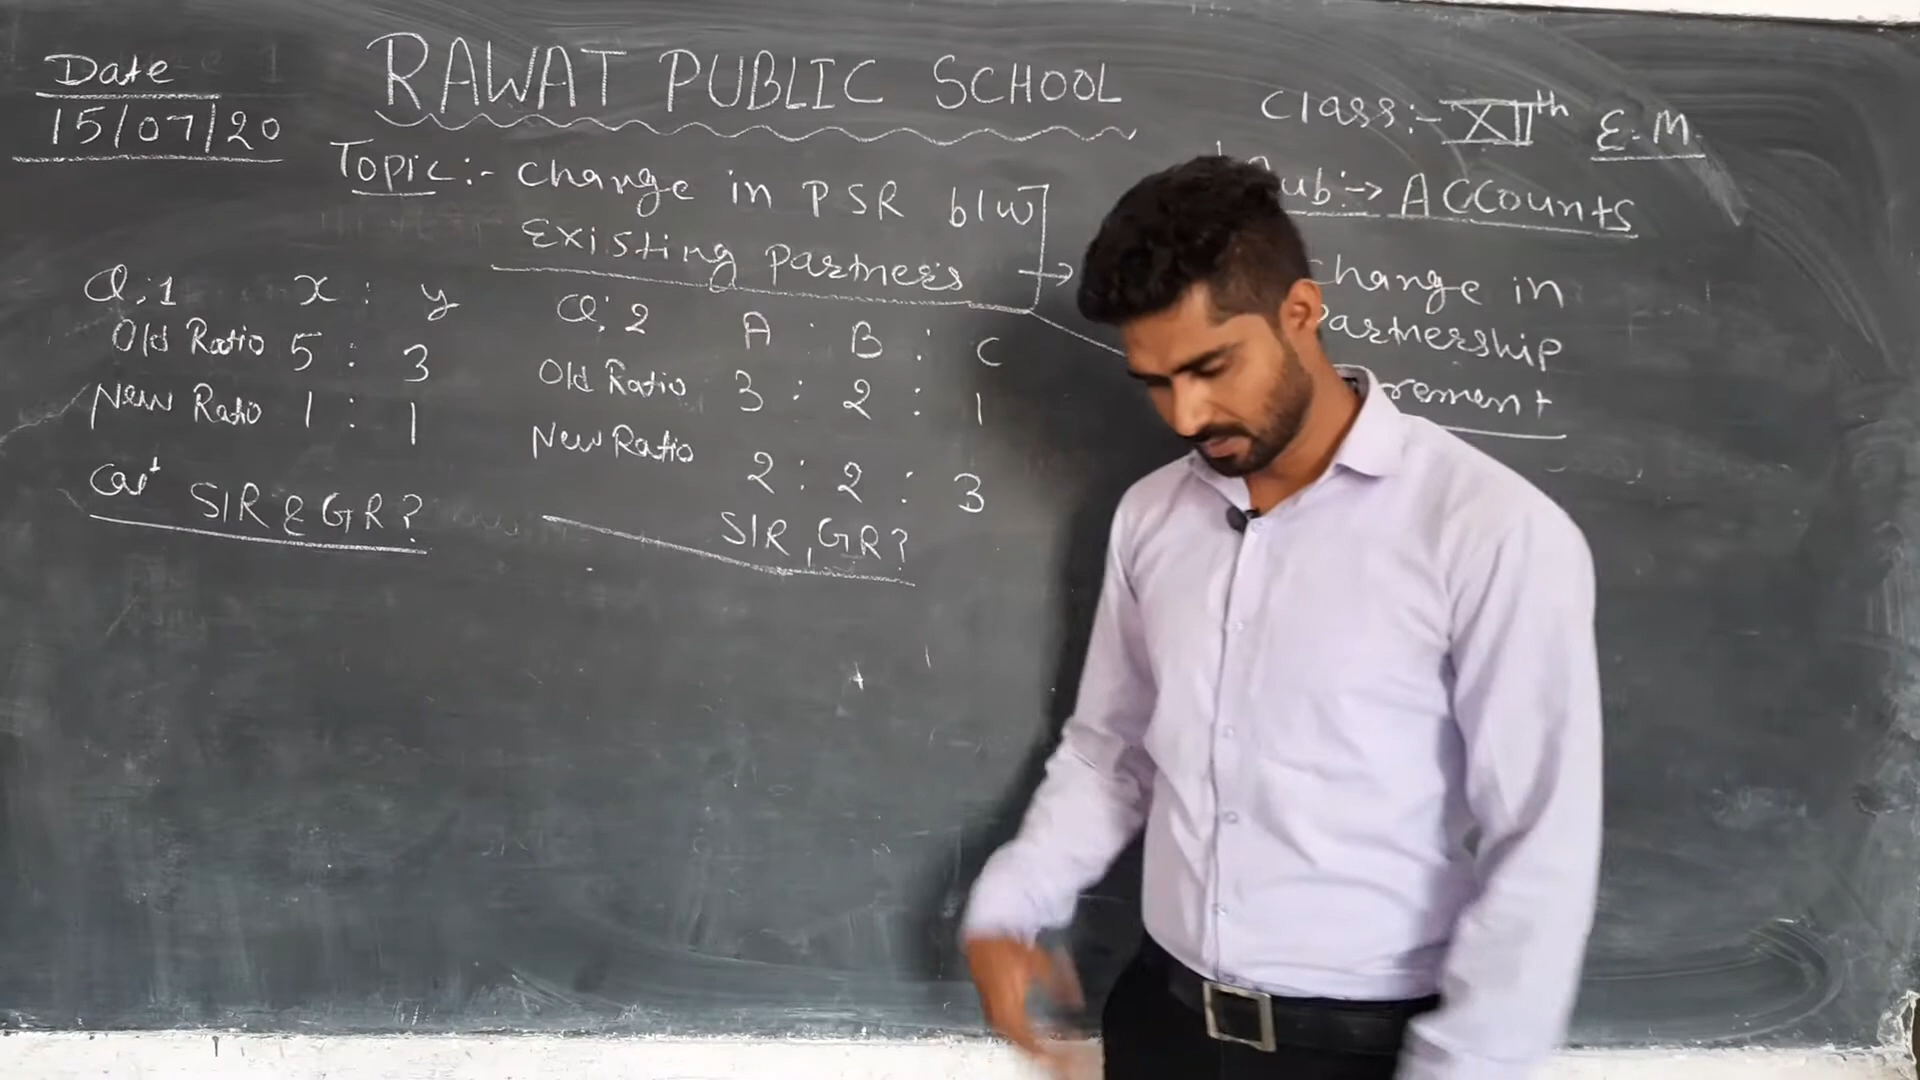 Date
15/07/20
RAWAT PUBLIC SCHOOL
Class:- XIIth E.M.
ub:-> ACCounts
Topic:- Change in PSR b/w
Existing Partners
Change in
Partnership
rement
Q.1 x : y
Old Ratio 5 : 3
New Ratio 1 : 1
SIR & GR?
Q.2 A : B : C
Old Ratio 3 : 2 : 1
New Ratio 2 : 2 : 3
SIR, GR?